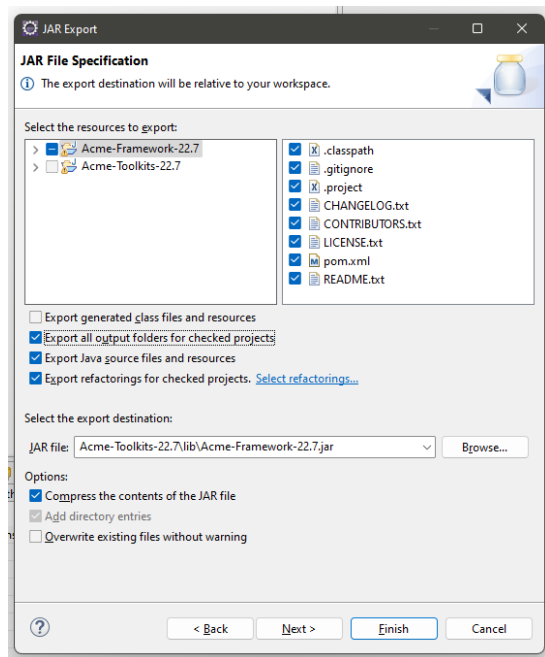 JAR Export
JAR File Specification
The export destination will be relative to your workspace.
Select the resources to export:
Acme-Framework-22.7
Acme-Toolkits-22.7
.classpath
.gitignore
.project
CHANGELOG.txt
CONTRIBUTORS.txt
LICENSE.txt
pom.xml
README.txt
Export generated class files and resources
Export all output folders for checked projects
Export Java source files and resources
Export refactorings for checked projects. Select refactorings...
Select the export destination:
JAR file: Acme-Toolkits-22.7\lib\Acme-Framework-22.7.jar Browse...
Options:
Compress the contents of the JAR file
Add directory entries
Overwrite existing files without warning
? < Back Next > Finish Cancel